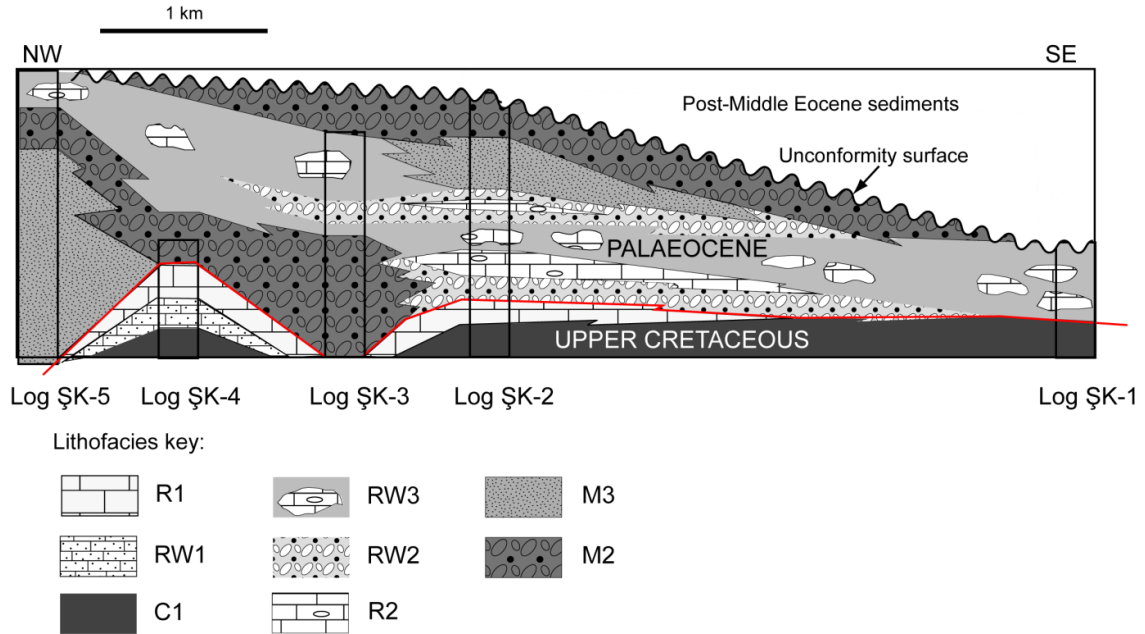 1 km
NW
SE
Post-Middle Eocene sediments
Unconformity surface
PALAEOCENE
UPPER CRETACEOUS
Log ŞK-5
Log ŞK-4
Log ŞK-3
Log ŞK-2
Log ŞK-1
Lithofacies key:
R1
RW3
M3
RW1
RW2
M2
C1
R2